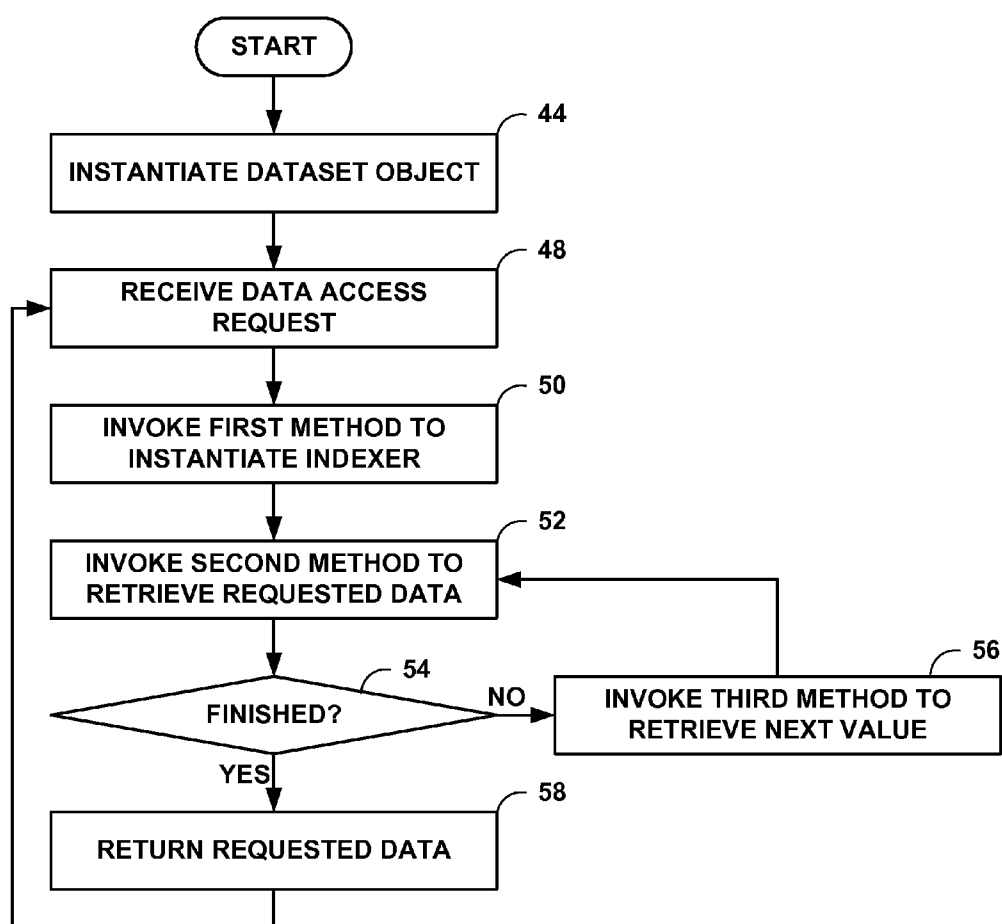 START
44
INSTANTIATE DATASET OBJECT
48
RECEIVE DATA ACCESS
REQUEST
50
INVOKE FIRST METHOD TO
INSTANTIATE INDEXER
52
INVOKE SECOND METHOD TO
RETRIEVE REQUESTED DATA
54
FINISHED?
NO
56
INVOKE THIRD METHOD TO
RETRIEVE NEXT VALUE
YES
58
RETURN REQUESTED DATA